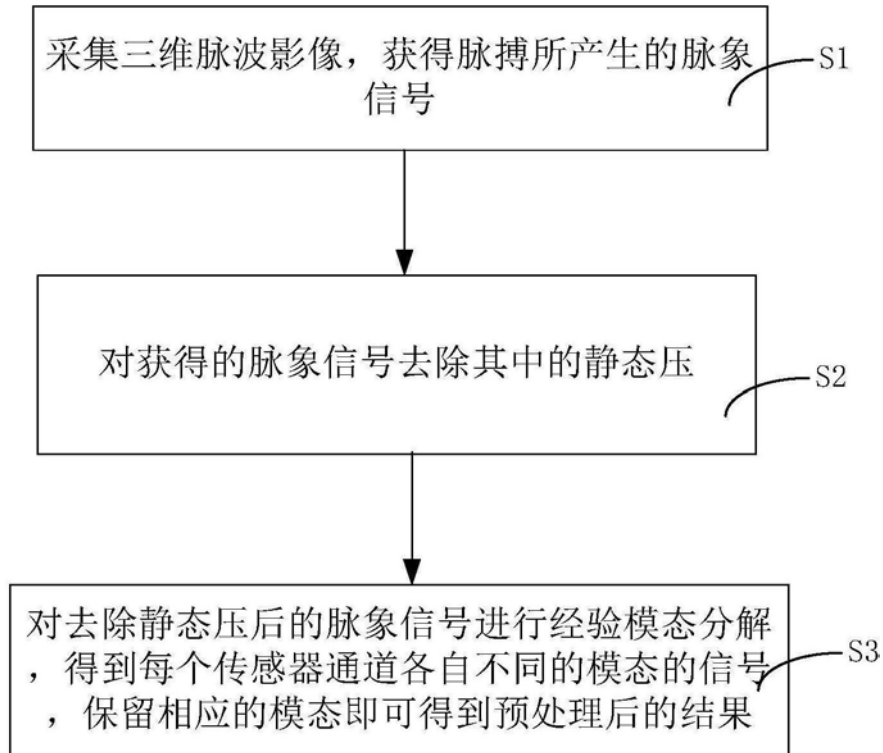 采集三维脉波影像，获得脉搏所产生的脉象
信号
S1
对获得的脉象信号去除其中的静态压
S2
对去除静态压后的脉象信号进行经验模态分解
，得到每个传感器通道各自不同的模态的信号
，保留相应的模态即可得到预处理后的结果
S3